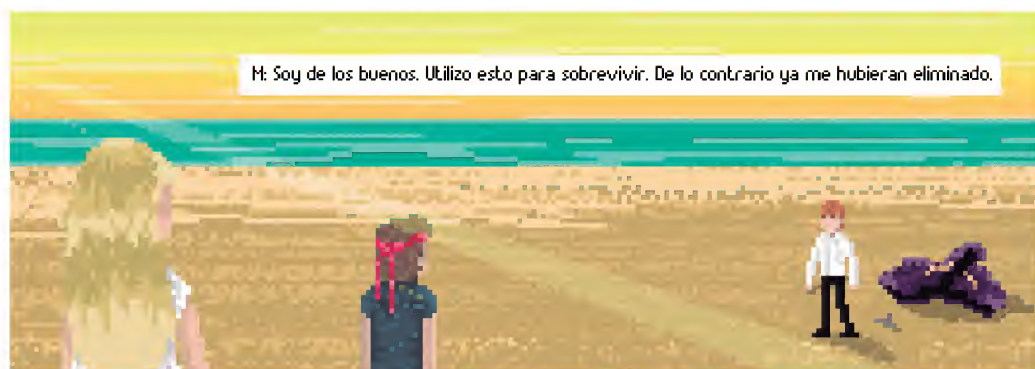 M: Soy de los buenos. Utilizo esto para sobrevivir. De lo contrario ya me hubieran eliminado.